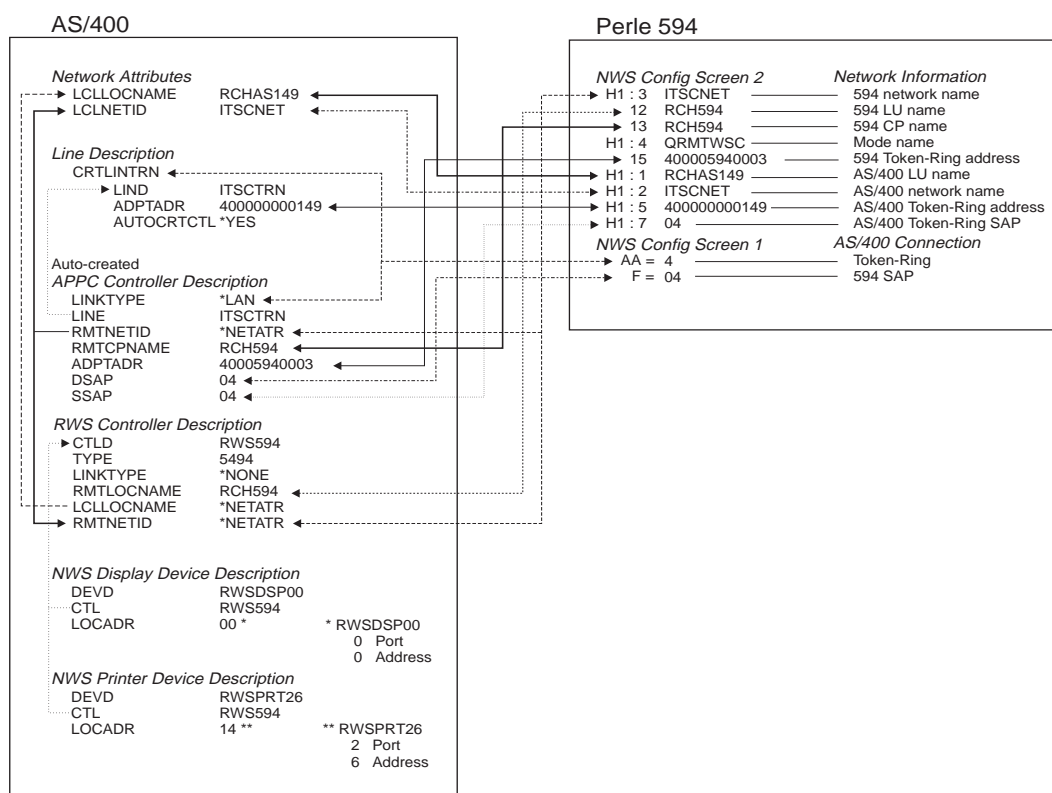 AS/400
Network Attributes
LCLLOCNAME RCHAS149
LCLNETID ITSCNET
Line Description
CRTLINTRN
LIND ITSCTRN
ADPTADR 400000000149
AUTOCRTCTL *YES
Auto-created
APPC Controller Description
LINKTYPE *LAN
LINE ITSCTRN
RMTNETID *NETATR
RMTCPNAME RCH594
ADPTADR 40005940003
DSAP 04
SSAP 04
RWS Controller Description
CTLD RWS594
TYPE 5494
LINKTYPE *NONE
RMTLOCNAME RCH594
LCLLOCNAME *NETATR
RMTNETID *NETATR
NWS Display Device Description
DEVD RWSDSP00
CTL RWS594
LOCADR 00 * * RWSDSP00
0 Port
0 Address
NWS Printer Device Description
DEVD RWSPRT26
CTL RWS594
LOCADR 14 ** ** RWSPRT26
2 Port
6 Address
Perle 594
NWS Config Screen 2 Network Information
H1 : 3 ITSCNET 594 network name
12 RCH594 594 LU name
13 RCH594 594 CP name
H1 : 4 QRMTWSC Mode name
15 400005940003 594 Token-Ring address
H1 : 1 RCHAS149 AS/400 LU name
H1 : 2 ITSCNET AS/400 network name
H1 : 5 400000000149 AS/400 Token-Ring address
H1 : 7 04 AS/400 Token-Ring SAP
NWS Config Screen 1 AS/400 Connection
AA = 4 Token-Ring
F = 04 594 SAP